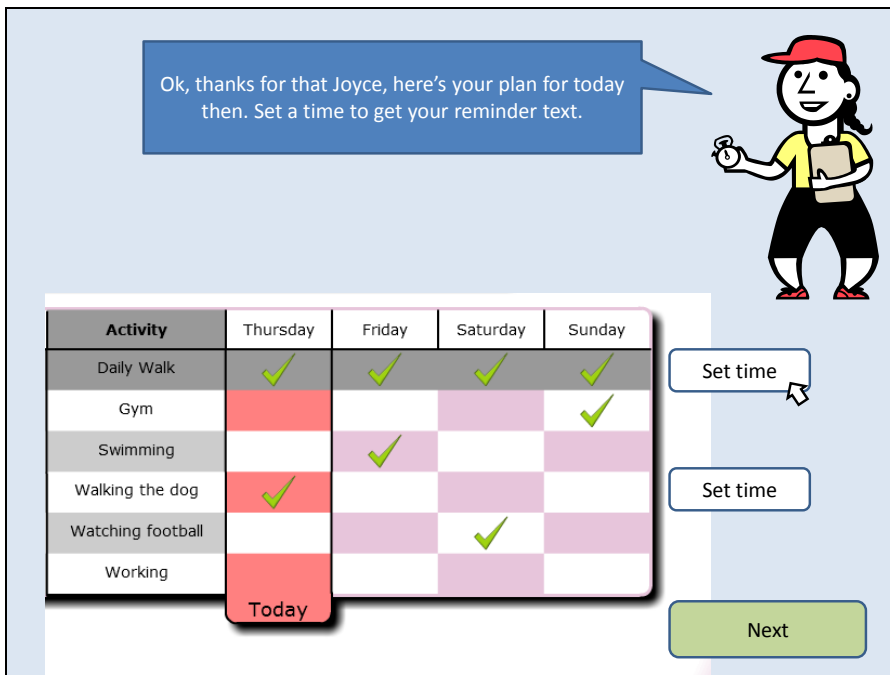 Ok, thanks for that Joyce, here's your plan for today
then. Set a time to get your reminder text.
Activity Thursday Friday Saturday Sunday
Daily Walk
Set time
Gym
Swimming
Walking the dog
Set time
Watching football
Working
Today
Next